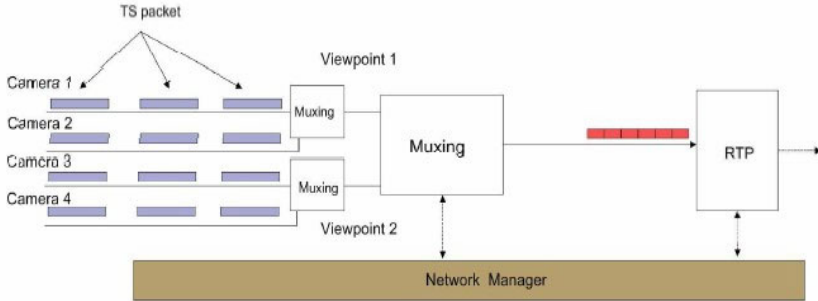 TS packet
Viewpoint 1
Camera 1
Muxing
Camera 2
Muxing
RTP
Camera 3
Muxing
Camera 4
Viewpoint 2
Network Manager